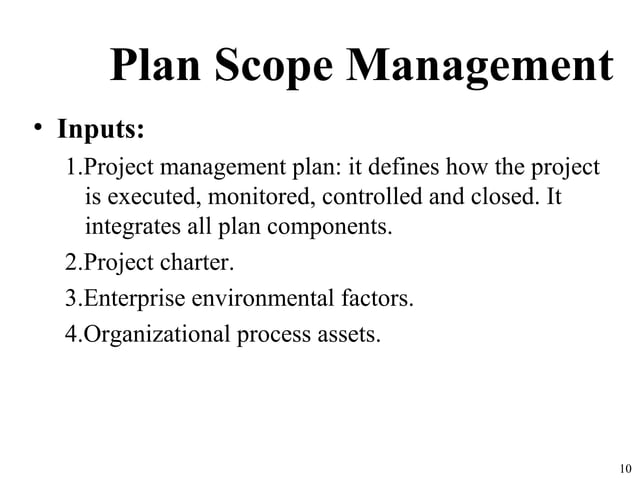 Plan Scope Management
• Inputs:
1.Project management plan: it defines how the project
is executed, monitored, controlled and closed. It
integrates all plan components.
2.Project charter.
3.Enterprise environmental factors.
4.Organizational process assets.
10